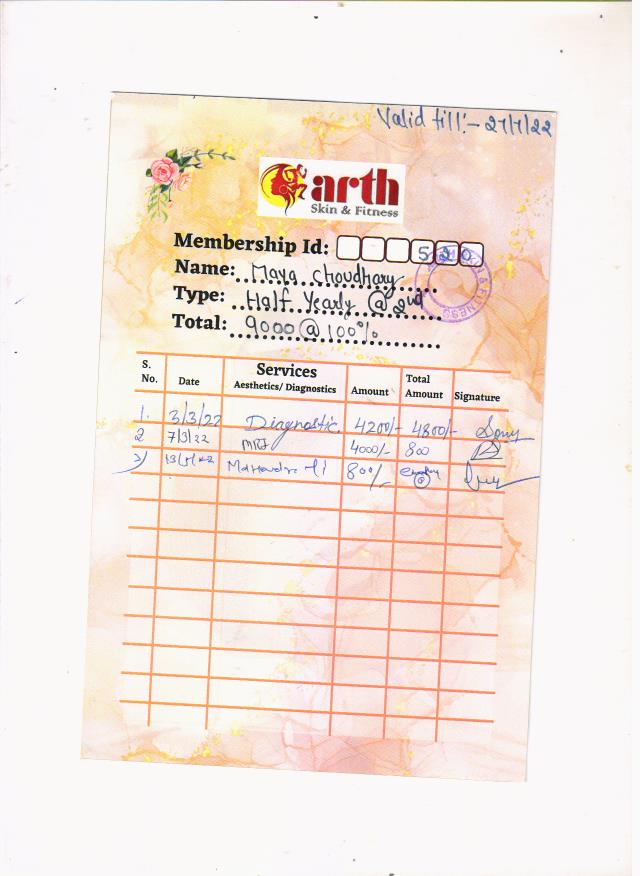 Valid till:- 27/7/22
arth
Skin & Fitness
Membership Id: 520
Name: Maya Choudhary
Type: Half Yearly @ 2nd
Total: 9000 @ 100%
S. No. Date Services Aesthetics/ Diagnostics Amount Total Amount Signature
1. 3/3/22 Diagnostic. 4200/- 4800/-
2 7/3/22 MRI 4000/- 800
3) 800/-